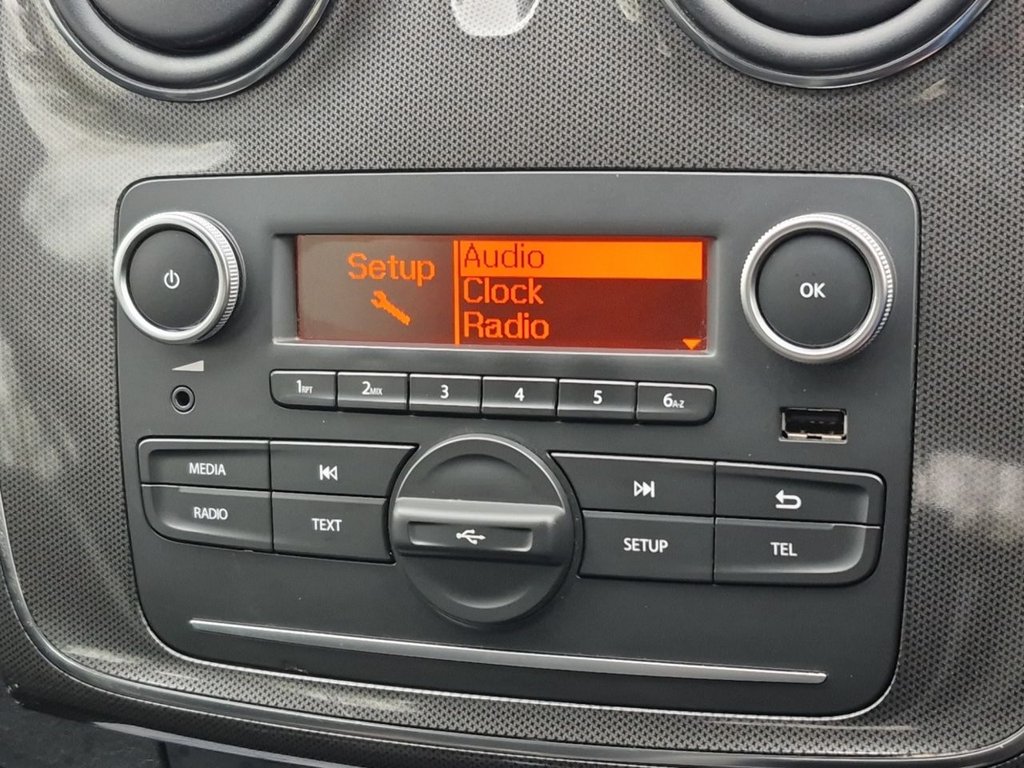 Setup
Audio
Clock
Radio
OK
1RPT
2MIX
3
4
5
6A-Z
MEDIA
RADIO
TEXT
SETUP
TEL